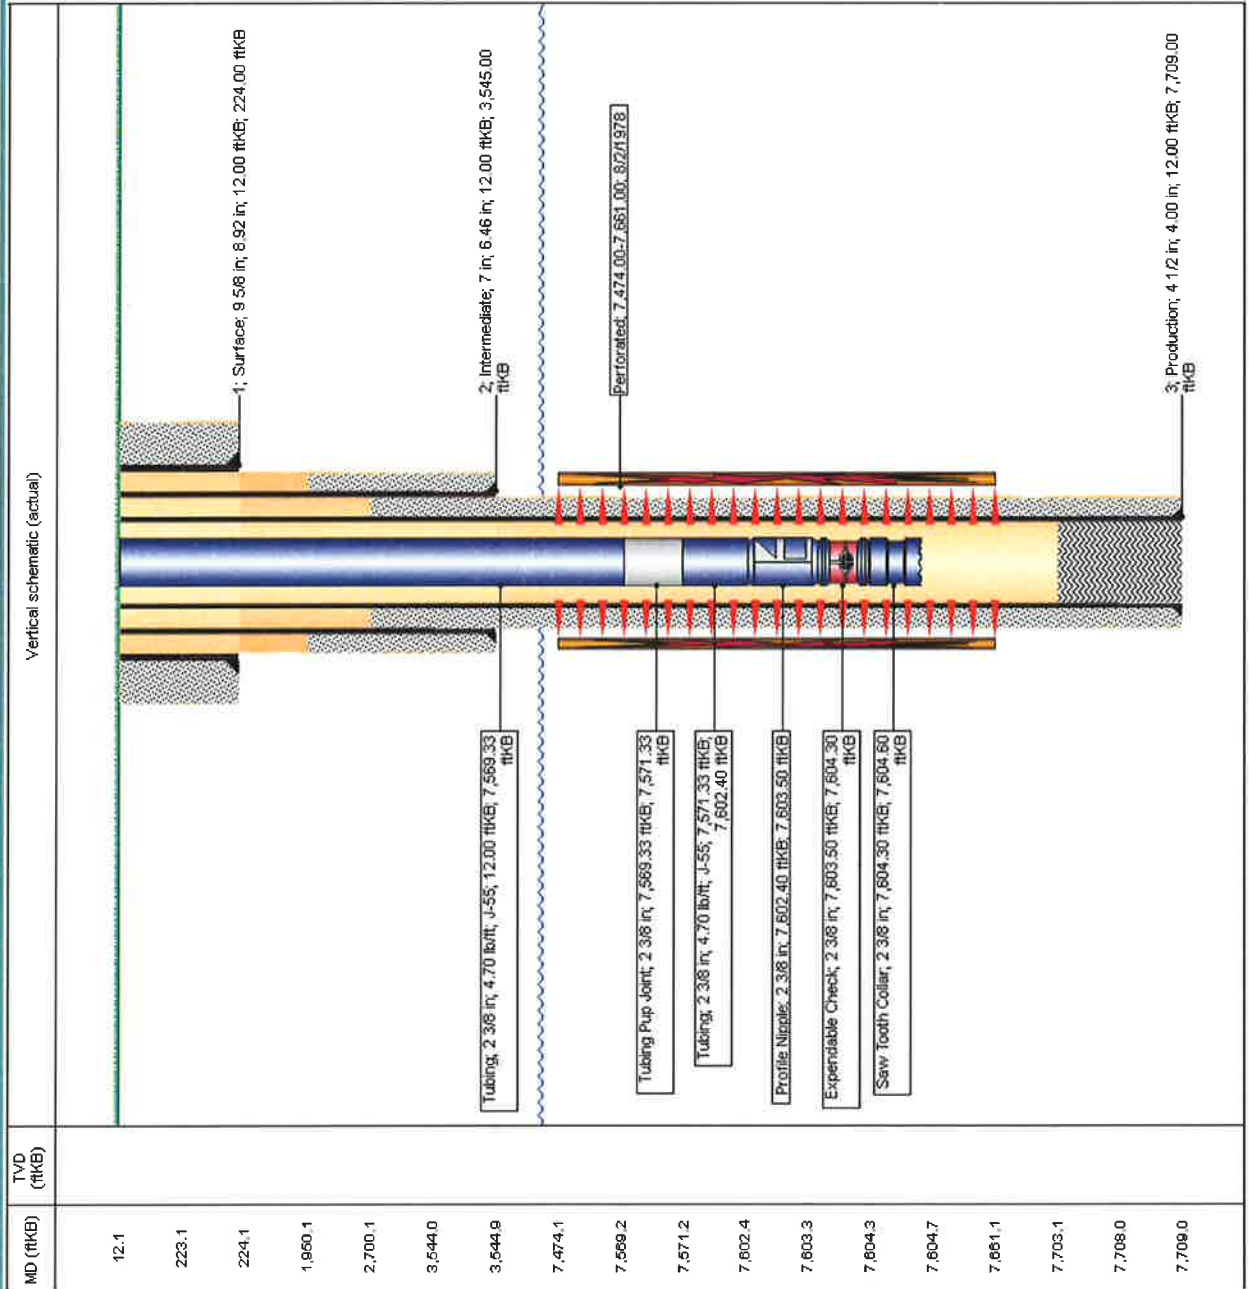 Vertical schematic (actual)
MD (ftKB)
TVD
(ftKB)
12.1
223.1
224.1
1,950.1
2,700.1
3,544.0
3,544.9
7,474.1
7,569.2
7,571.2
7,602.4
7,603.3
7,604.3
7,604.7
7,661.1
7,703.1
7,708.0
7,709.0
1; Surface; 9 5/8 in; 8.92 in; 12.00 ftKB; 224.00 ftKB
2; Intermediate; 7 in; 6.46 in; 12.00 ftKB; 3,545.00
ftKB
Tubing; 2 3/8 in; 4.70 lb/ft; J-55; 12.00 ftKB; 7,569.33
ftKB
Perforated; 7,474.00-7,661.00; 8/2/1978
Tubing Pup Joint; 2 3/8 in; 7,569.33 ftKB; 7,571.33
ftKB
Tubing; 2 3/8 in; 4.70 lb/ft; J-55; 7,571.33 ftKB;
7,602.40 ftKB
Profile Nipple; 2 3/8 in; 7,602.40 ftKB; 7,603.50 ftKB
Expendable Check; 2 3/8 in; 7,603.50 ftKB; 7,604.30
ftKB
Saw Tooth Collar; 2 3/8 in; 7,604.30 ftKB; 7,604.60
ftKB
3; Production; 4 1/2 in; 4.00 in; 12.00 ftKB; 7,709.00
ftKB